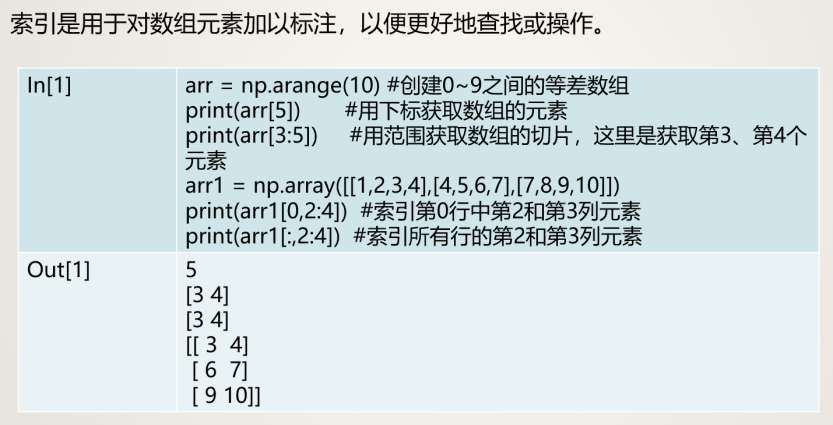 索引是用于对数组元素加以标注，以便更好地查找或操作。
In[1]
arr = np.arange(10) #创建0~9之间的等差数组
print(arr[5]) #用下标获取数组的元素
print(arr[3:5]) #用范围获取数组的切片，这里是获取第3、第4个
元素
arr1 = np.array([[1,2,3,4],[4,5,6,7],[7,8,9,10]])
print(arr1[0,2:4]) #索引第0行中第2和第3列元素
print(arr1[:,2:4]) #索引所有行的第2和第3列元素
Out[1]
5
[3 4]
[3 4]
[[ 3  4]
[ 6  7]
[ 9 10]]